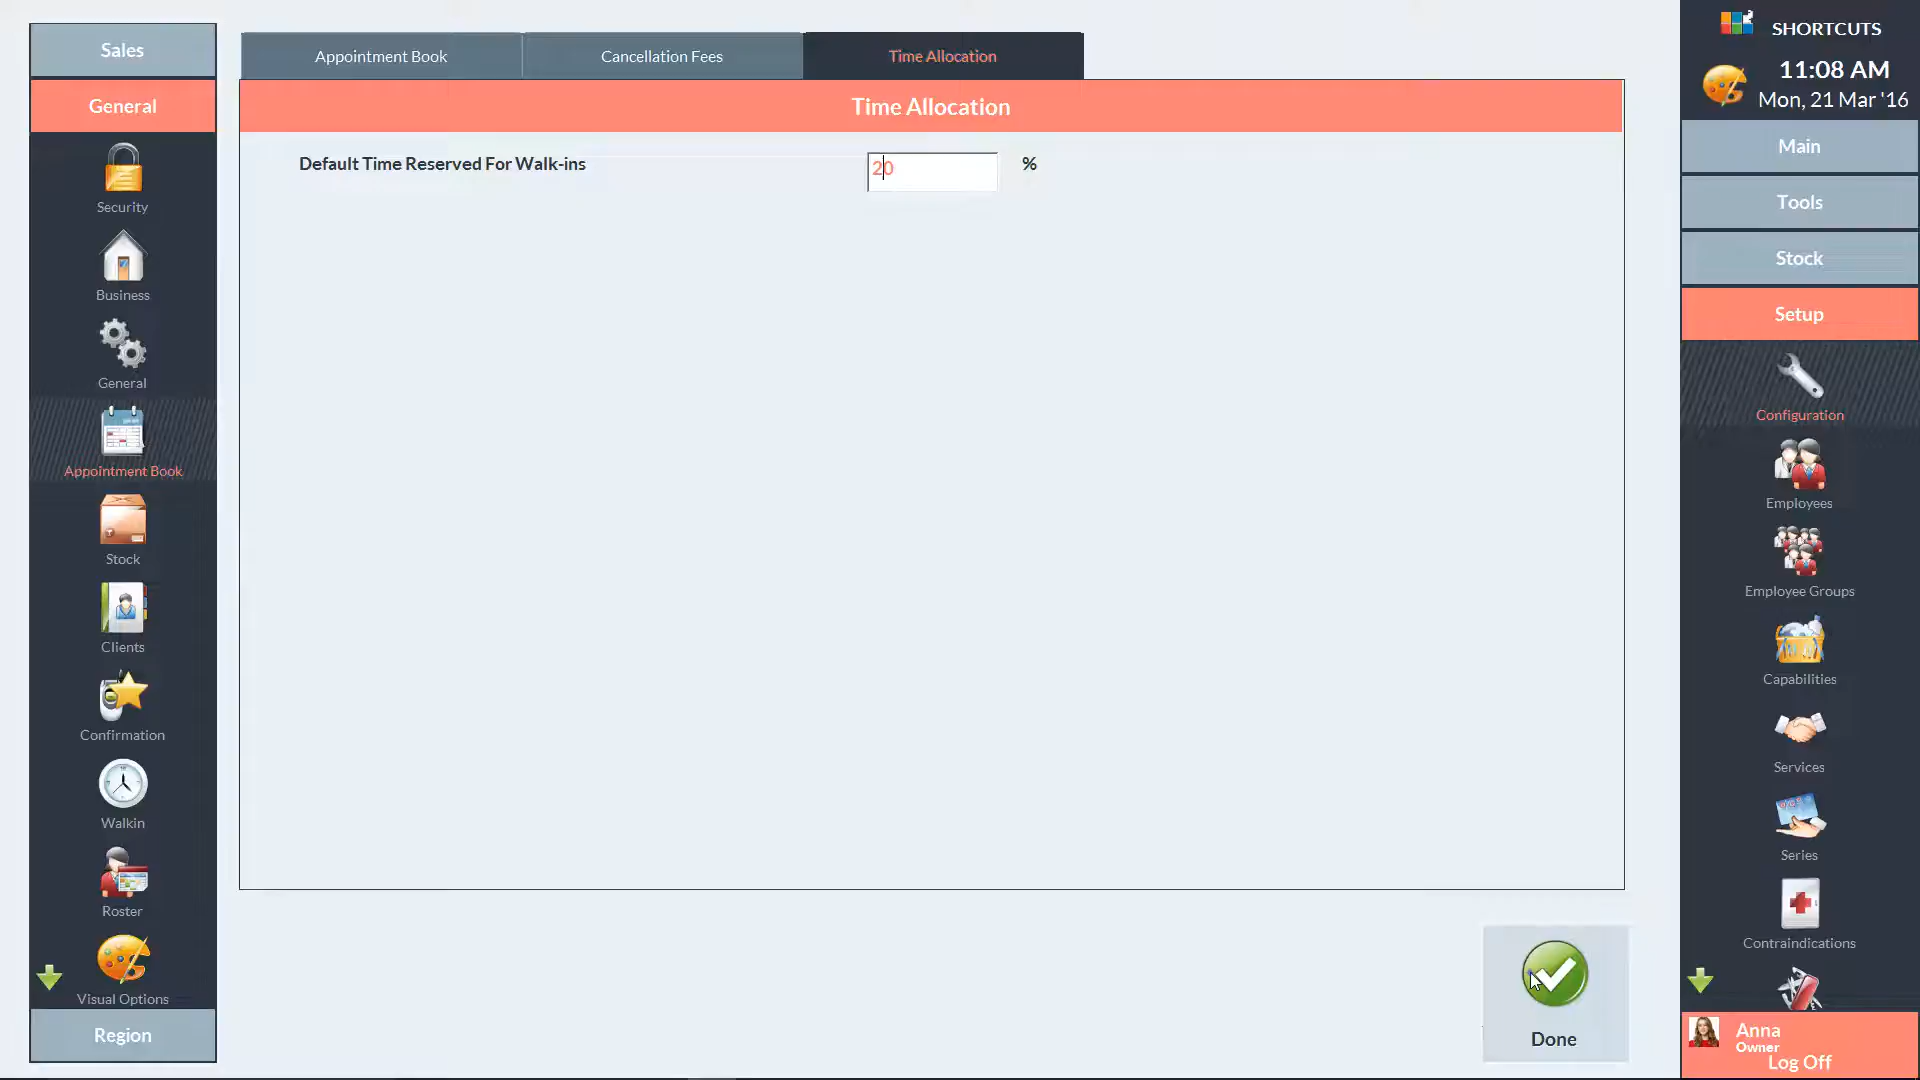 Sales
General
Security
Business
General
Appointment Book
Stock
Clients
Confirmation
Walkin
Roster
Visual Options
Region
Appointment Book
Cancellation Fees
Time Allocation
Time Allocation
Default Time Reserved For Walk-ins
20
%
Done
SHORTCUTS
11:08 AM
Mon, 21 Mar '16
Main
Tools
Stock
Setup
Configuration
Employees
Employee Groups
Capabilities
Services
Series
Contraindications
Anna
Owner
Log Off